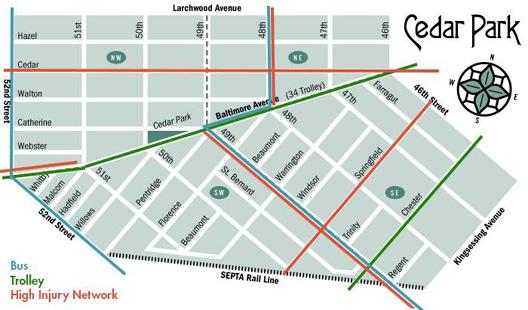 Larchwood Avenue
Cedar Park
Hazel
51st
50th
49th
48th
47th
46th
Cedar
NW
NE
N
W
E
S
52nd Street
Walton
Baltimore Avenue
(34 Trolley)
47th
Farragut
46th Street
Catherine
Cedar Park
48th
Webster
49th
Beaumont
Springfield
50th
Warrington
Whitby
Malcom
Hadfield
Willows
51st
Pentridge
St. Bernard
Windsor
SW
SE
Chester
Florence
Beaumont
52nd Street
Trinity
Kingsessing Avenue
Regent
SEPTA Rail Line
Bus
Trolley
High Injury Network